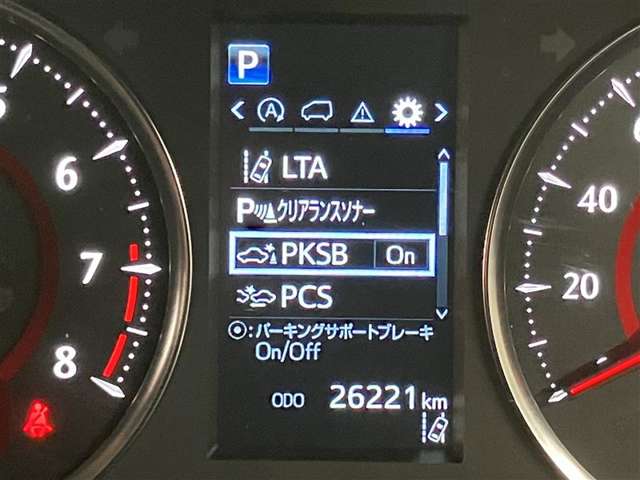 P
A
LTA
P クリアランスソナー
PKSB On
PCS
:パーキングサポートブレーキ
On/Off
ODO 26221 km
6
7
8
40
20